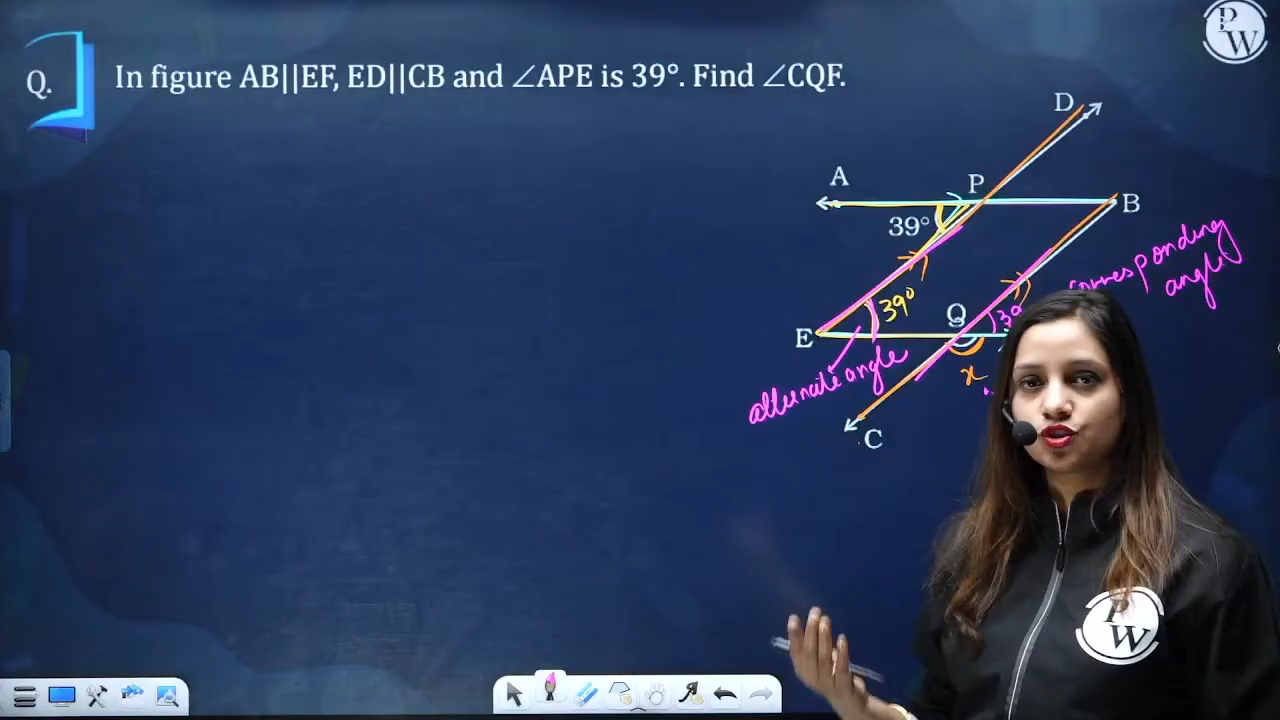 Q. In figure AB||EF, ED||CB and ∠APE is 39°. Find ∠CQF.
D
A
P
B
39°
corresponding
angle
39°
Q
39
E
alternate angle
x
C
PW
PW